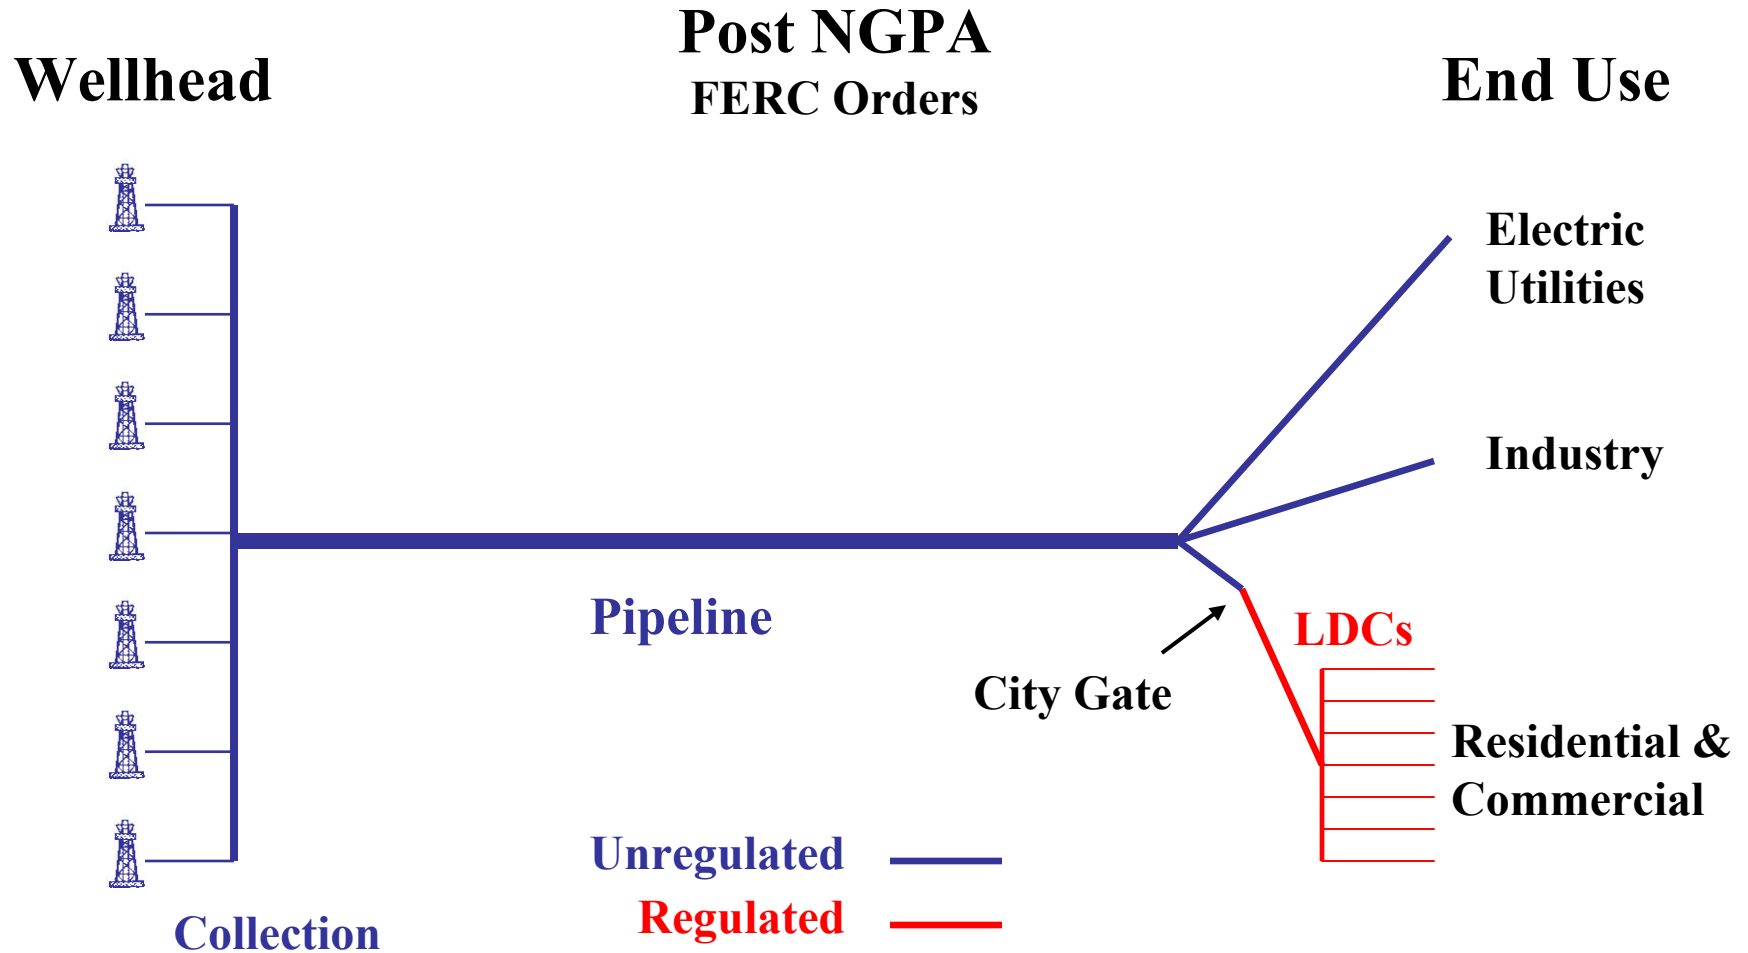 Post NGPA
FERC Orders
Wellhead
End Use
Electric
Utilities
Industry
Pipeline
LDCs
City Gate
Residential &
Commercial
Unregulated
Regulated
Collection